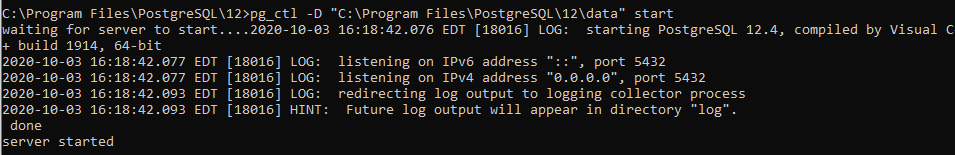 C:\Program Files\PostgreSQL\12>pg_ctl -D "C:\Program Files\PostgreSQL\12\data" start
waiting for server to start....2020-10-03 16:18:42.076 EDT [18016] LOG:  starting PostgreSQL 12.4, compiled by Visual C+
+ build 1914, 64-bit
2020-10-03 16:18:42.077 EDT [18016] LOG:  listening on IPv6 address "::", port 5432
2020-10-03 16:18:42.077 EDT [18016] LOG:  listening on IPv4 address "0.0.0.0", port 5432
2020-10-03 16:18:42.093 EDT [18016] LOG:  redirecting log output to logging collector process
2020-10-03 16:18:42.093 EDT [18016] HINT:  Future log output will appear in directory "log".
 done
server started